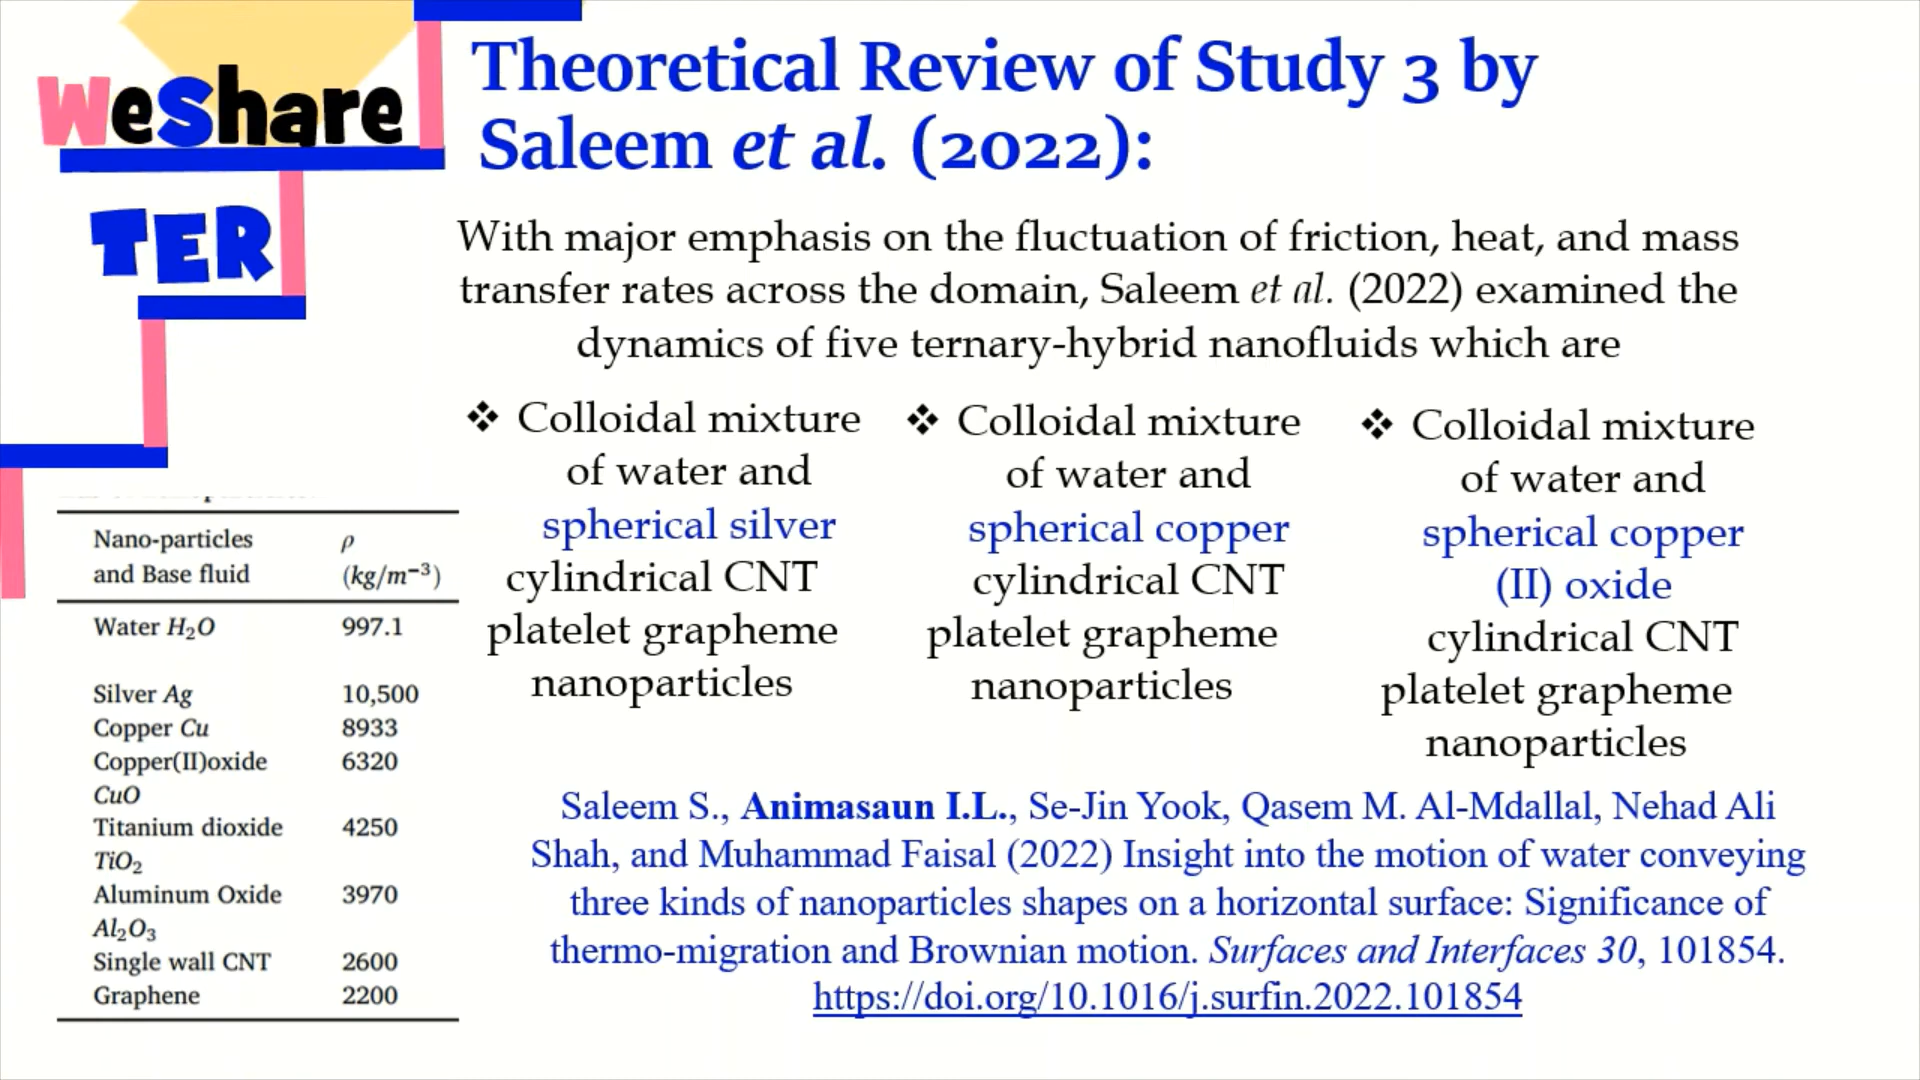 WeShare
TER
Theoretical Review of Study 3 by
Saleem et al. (2022):
With major emphasis on the fluctuation of friction, heat, and mass
transfer rates across the domain, Saleem et al. (2022) examined the
dynamics of five ternary-hybrid nanofluids which are
❖ Colloidal mixture
of water and
spherical silver
cylindrical CNT
platelet grapheme
nanoparticles
❖ Colloidal mixture
of water and
spherical copper
cylindrical CNT
platelet grapheme
nanoparticles
❖ Colloidal mixture
of water and
spherical copper
(II) oxide
cylindrical CNT
platelet grapheme
nanoparticles
Nano-particles ρ
and Base fluid (kg/m⁻³)
Water H₂O 997.1
Silver Ag 10,500
Copper Cu 8933
Copper(II)oxide 6320
CuO
Titanium dioxide 4250
TiO₂
Aluminum Oxide 3970
Al₂O₃
Single wall CNT 2600
Graphene 2200
Saleem S., Animasaun I.L., Se-Jin Yook, Qasem M. Al-Mdallal, Nehad Ali
Shah, and Muhammad Faisal (2022) Insight into the motion of water conveying
three kinds of nanoparticles shapes on a horizontal surface: Significance of
thermo-migration and Brownian motion. Surfaces and Interfaces 30, 101854.
https://doi.org/10.1016/j.surfin.2022.101854